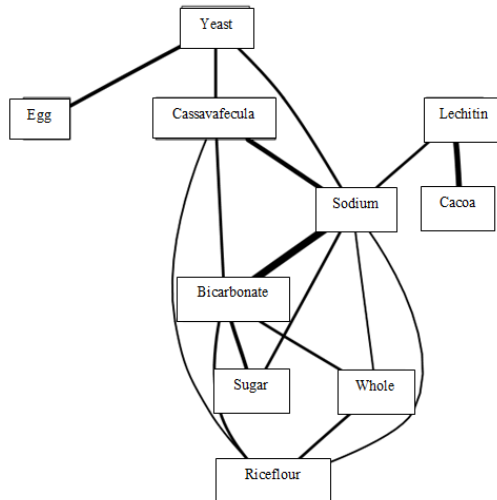 Yeast
Egg
Cassavafecula
Lechitin
Sodium
Cacoa
Bicarbonate
Sugar
Whole
Riceflour